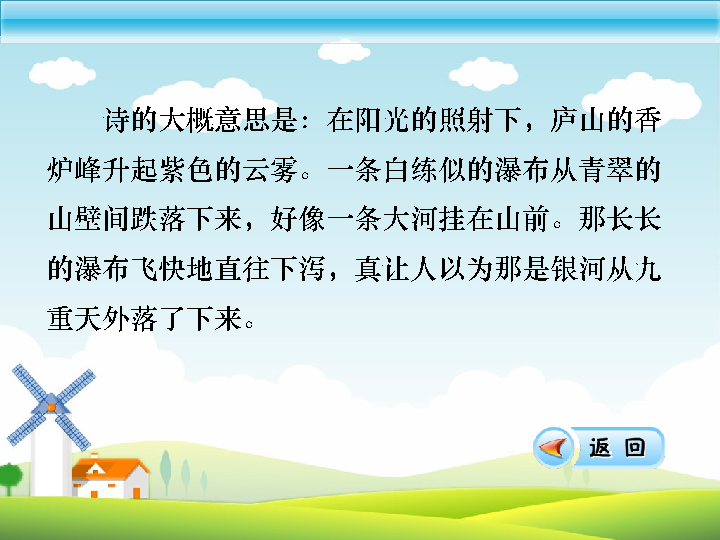 诗的大概意思是：在阳光的照射下，庐山的香
炉峰升起紫色的云雾。一条白练似的瀑布从青翠的
山壁间跌落下来，好像一条大河挂在山前。那长长
的瀑布飞快地直往下泻，真让人以为那是银河从九
重天外落了下来。
返回